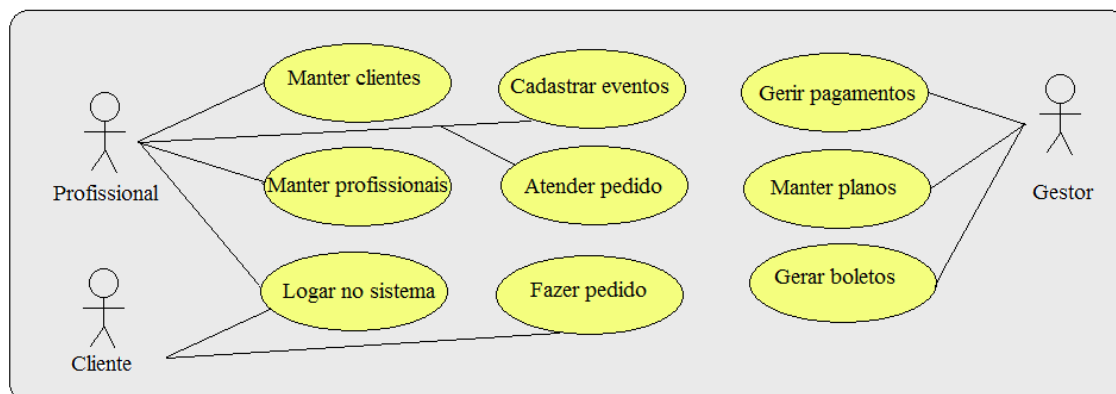 Manter clientes
Cadastrar eventos
Gerir pagamentos
Profissional
Manter profissionais
Atender pedido
Manter planos
Gestor
Logar no sistema
Fazer pedido
Gerar boletos
Cliente